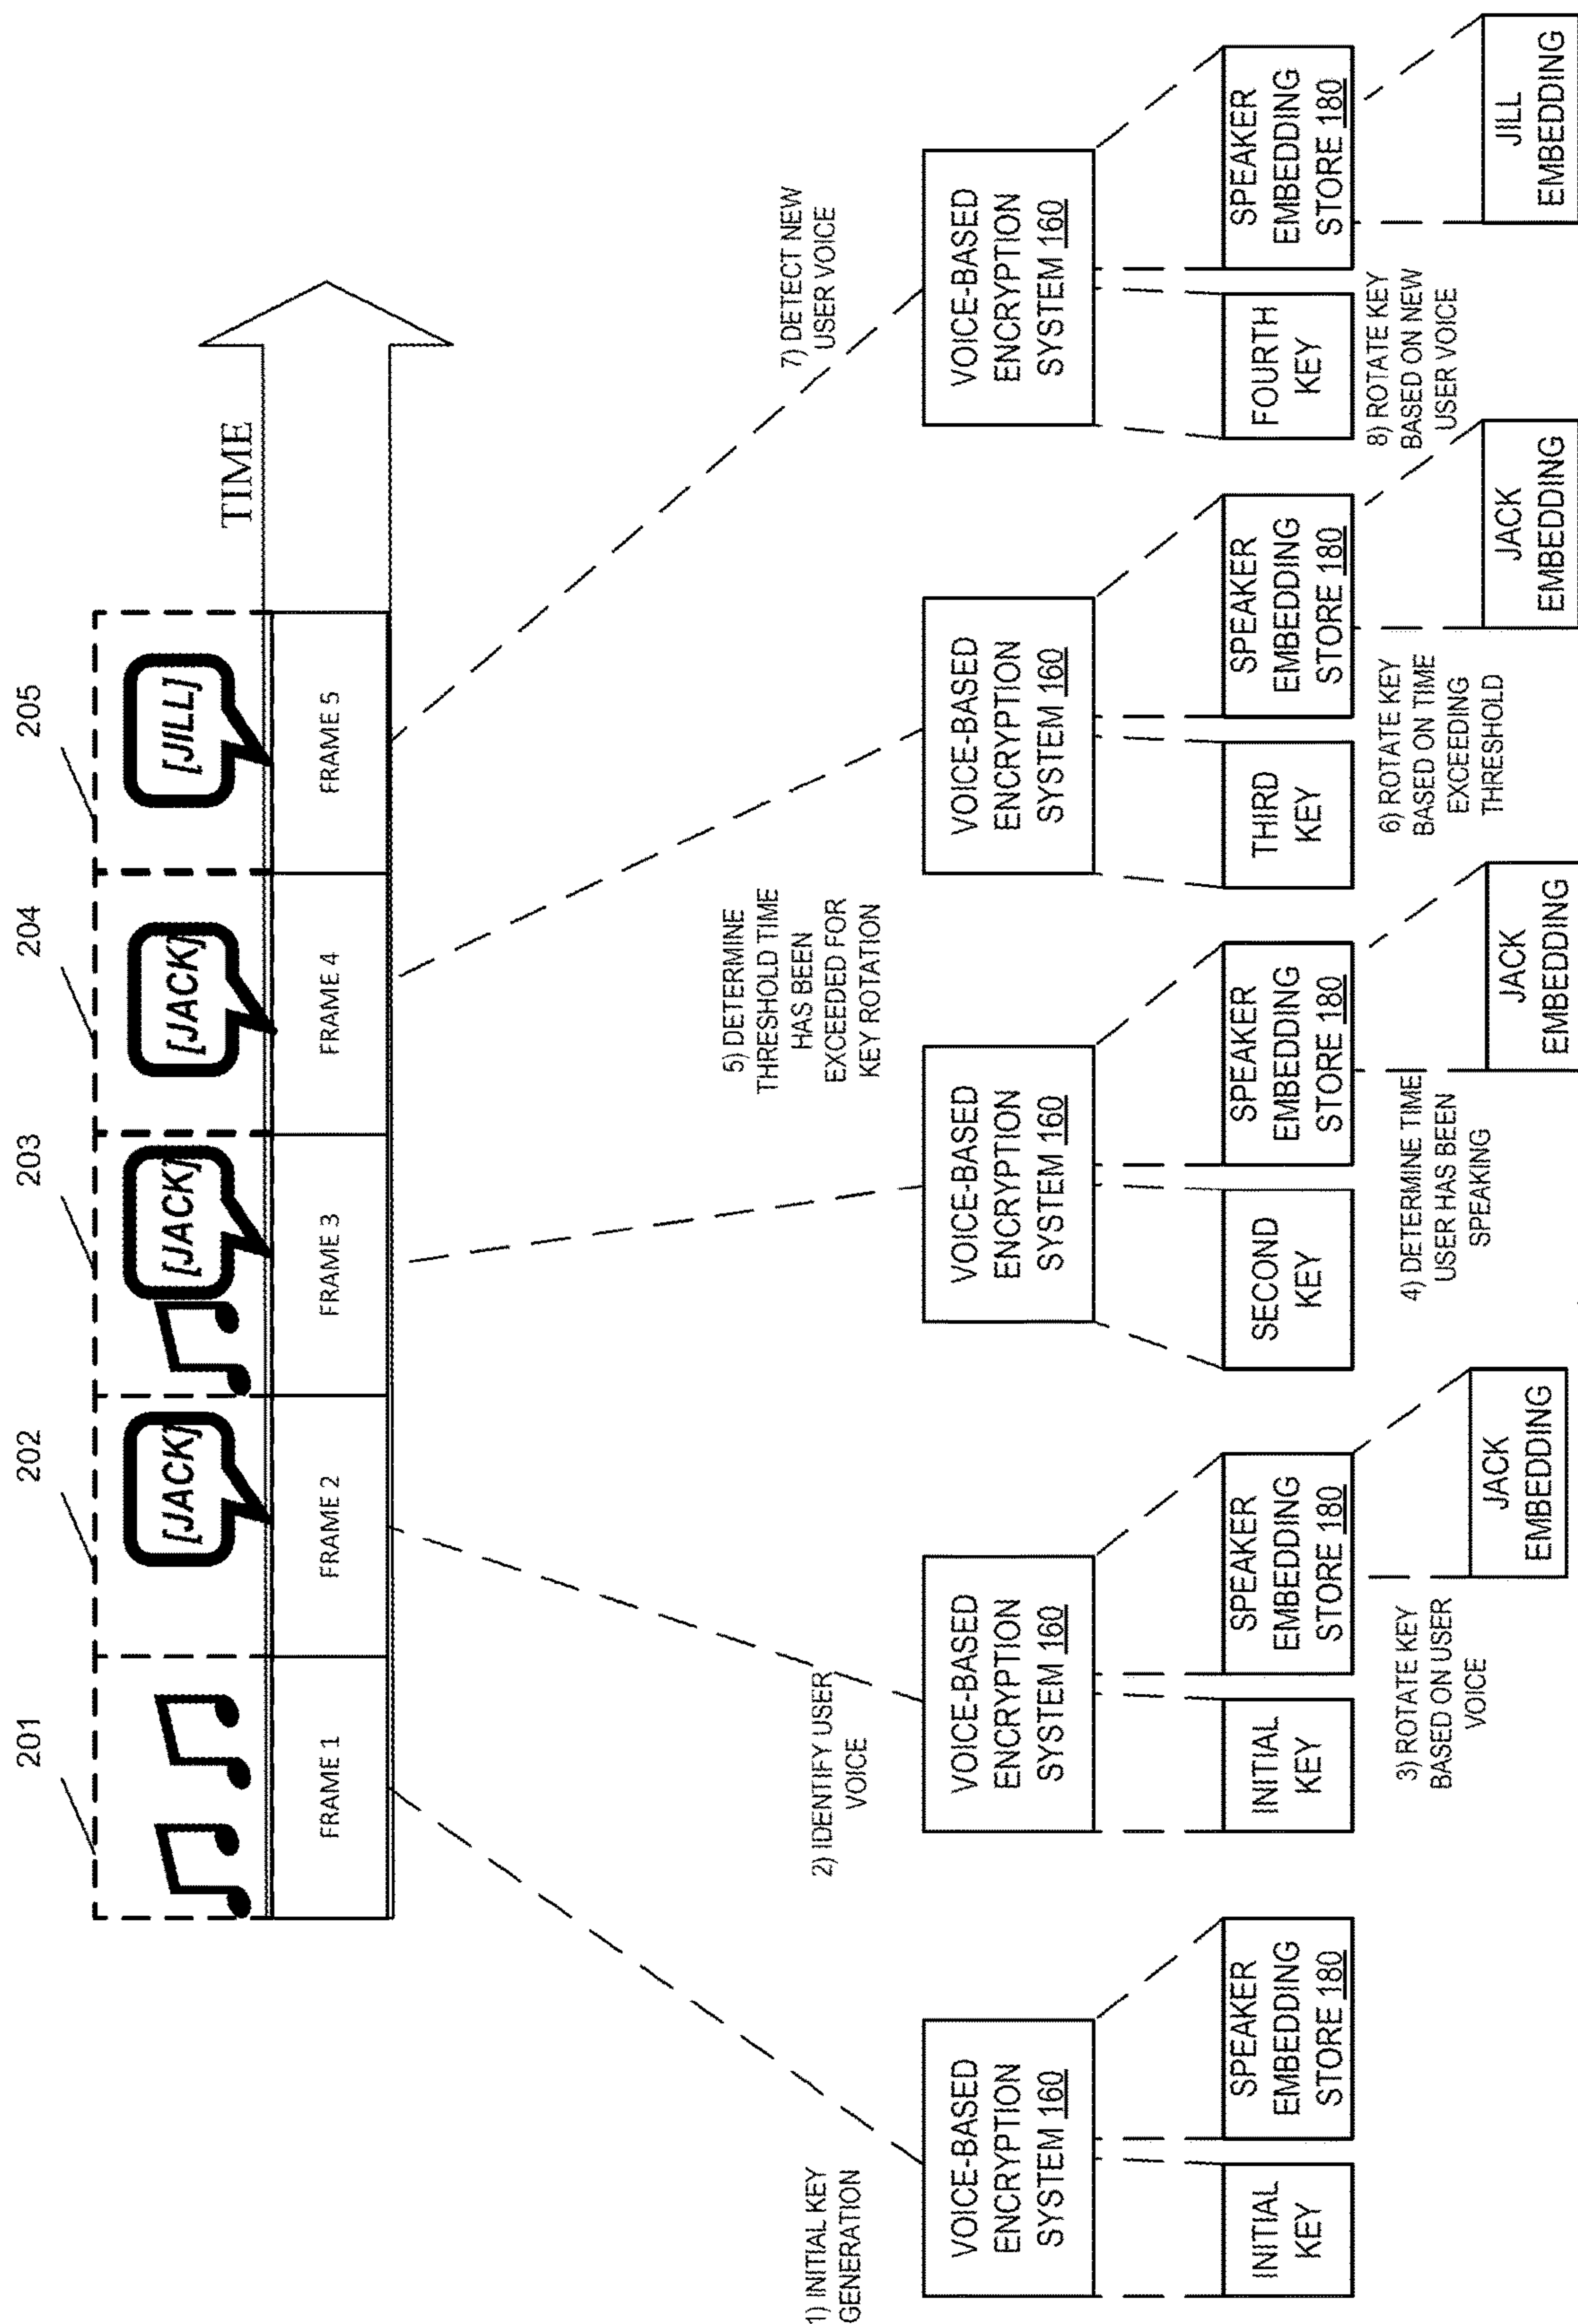 201
202
203
204
205
[JACK]
[JACK]
[JACK]
[JILL]
TIME
FRAME 1
FRAME 2
FRAME 3
FRAME 4
FRAME 5
1) INITIAL KEY
GENERATION
VOICE-BASED
ENCRYPTION
SYSTEM 160
INITIAL
KEY
SPEAKER
EMBEDDING
STORE 180
2) IDENTIFY USER
VOICE
VOICE-BASED
ENCRYPTION
SYSTEM 160
INITIAL
KEY
SPEAKER
EMBEDDING
STORE 180
3) ROTATE KEY
BASED ON USER
VOICE
JACK
EMBEDDING
VOICE-BASED
ENCRYPTION
SYSTEM 160
SECOND
KEY
SPEAKER
EMBEDDING
STORE 180
4) DETERMINE TIME
USER HAS BEEN
SPEAKING
JACK
EMBEDDING
5) DETERMINE
THRESHOLD TIME
HAS BEEN
EXCEEDED FOR
KEY ROTATION
VOICE-BASED
ENCRYPTION
SYSTEM 160
THIRD
KEY
SPEAKER
EMBEDDING
STORE 180
6) ROTATE KEY
BASED ON TIME
EXCEEDING
THRESHOLD
JACK
EMBEDDING
7) DETECT NEW
USER VOICE
VOICE-BASED
ENCRYPTION
SYSTEM 160
FOURTH
KEY
SPEAKER
EMBEDDING
STORE 180
8) ROTATE KEY
BASED ON NEW
USER VOICE
JILL
EMBEDDING